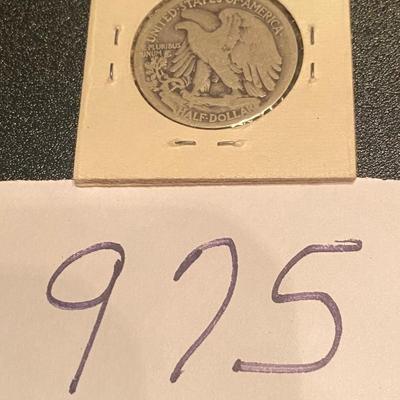 UNITED STATES OF AMERICA
E PLURIBUS
UNUM
HALF DOLLAR
975